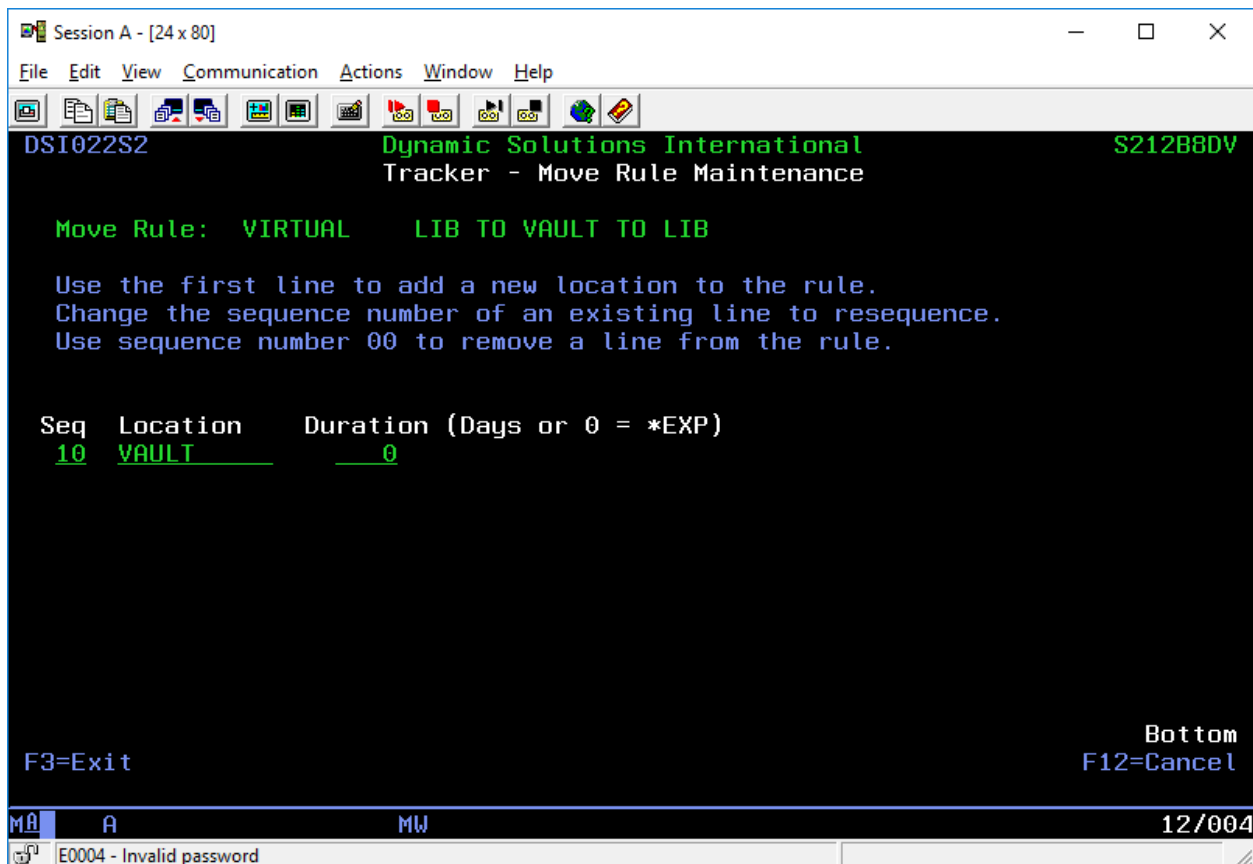 Session A - [24 x 80]
File Edit View Communication Actions Window Help
DSI022S2 Dynamic Solutions International S212B8DV
Tracker - Move Rule Maintenance
Move Rule: VIRTUAL LIB TO VAULT TO LIB
Use the first line to add a new location to the rule.
Change the sequence number of an existing line to resequence.
Use sequence number 00 to remove a line from the rule.
Seq Location Duration (Days or 0 = *EXP)
10 VAULT 0
Bottom
F3=Exit F12=Cancel
MA A MW 12/004
E0004 - Invalid password